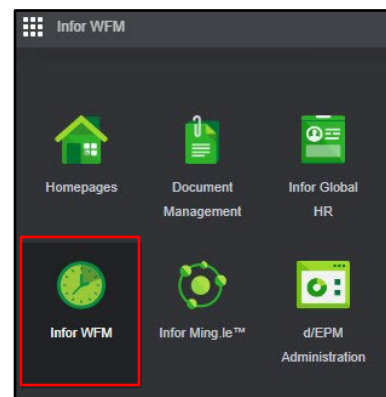 Infor WFM
Homepages
Document
Management
Infor Global
HR
Infor WFM
Infor Ming.le™
d/EPM
Administration